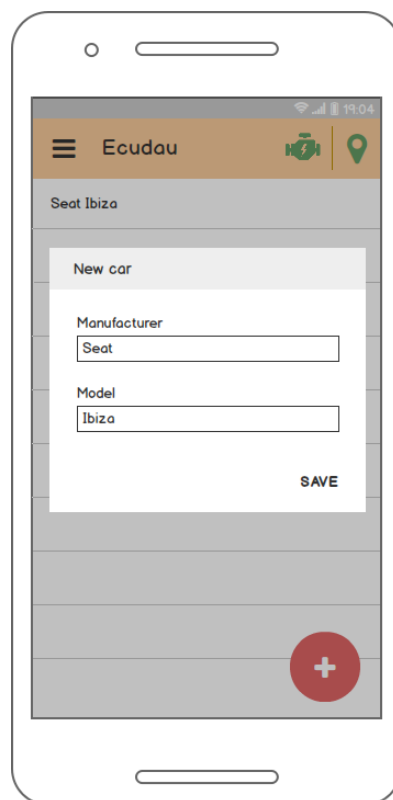 19:04
Ecudau
Seat Ibiza
New car
Manufacturer
Seat
Model
Ibiza
SAVE